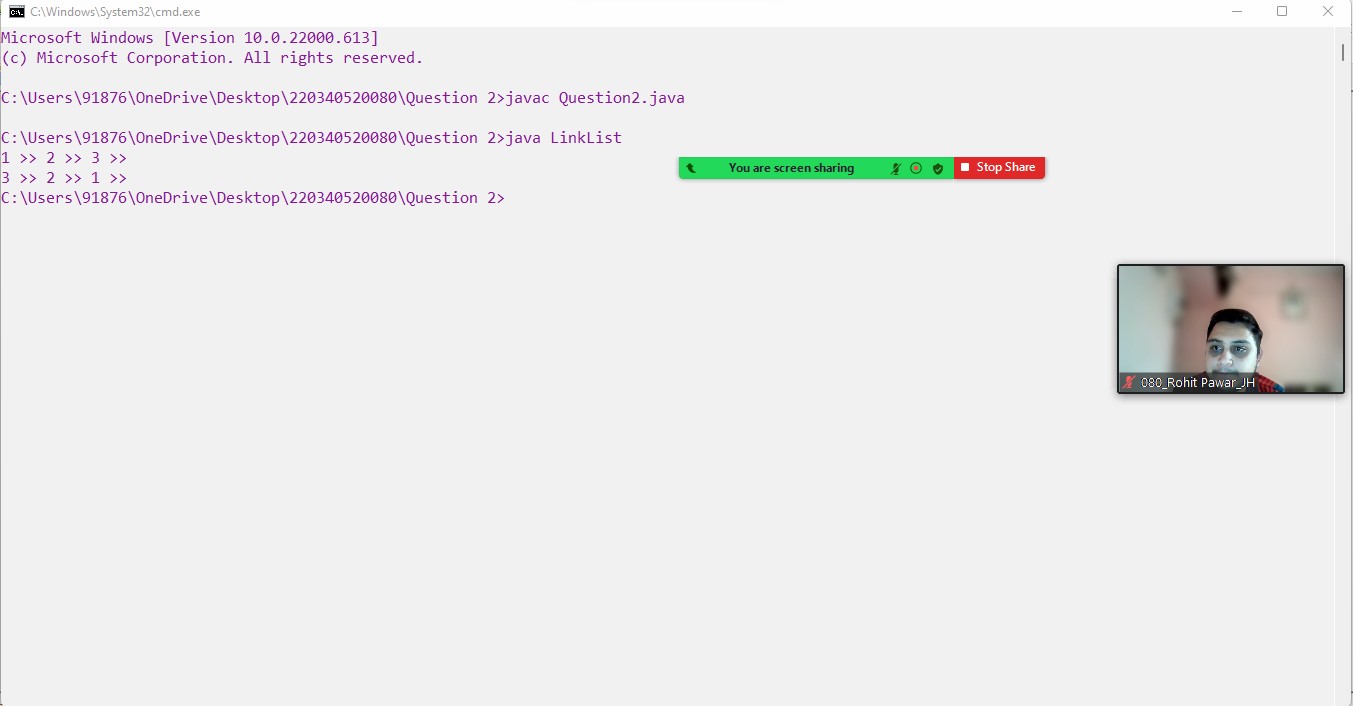 C:\Windows\System32\cmd.exe
Microsoft Windows [Version 10.0.22000.613]
(c) Microsoft Corporation. All rights reserved.
C:\Users\91876\OneDrive\Desktop\220340520080\Question 2>javac Question2.java
C:\Users\91876\OneDrive\Desktop\220340520080\Question 2>java LinkList
1 >> 2 >> 3 >>
You are screen sharing Stop Share
3 >> 2 >> 1 >>
C:\Users\91876\OneDrive\Desktop\220340520080\Question 2>
080_Rohit Pawar_JH